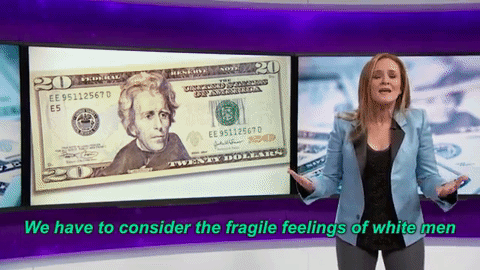 20 FEDERAL RESERVE NOTE 20
THE
UNITED STATES
OF AMERICA
EE 95112567 D
E5
EE 95112567 D
20
TWENTY DOLLARS
20
We have to consider the fragile feelings of white men